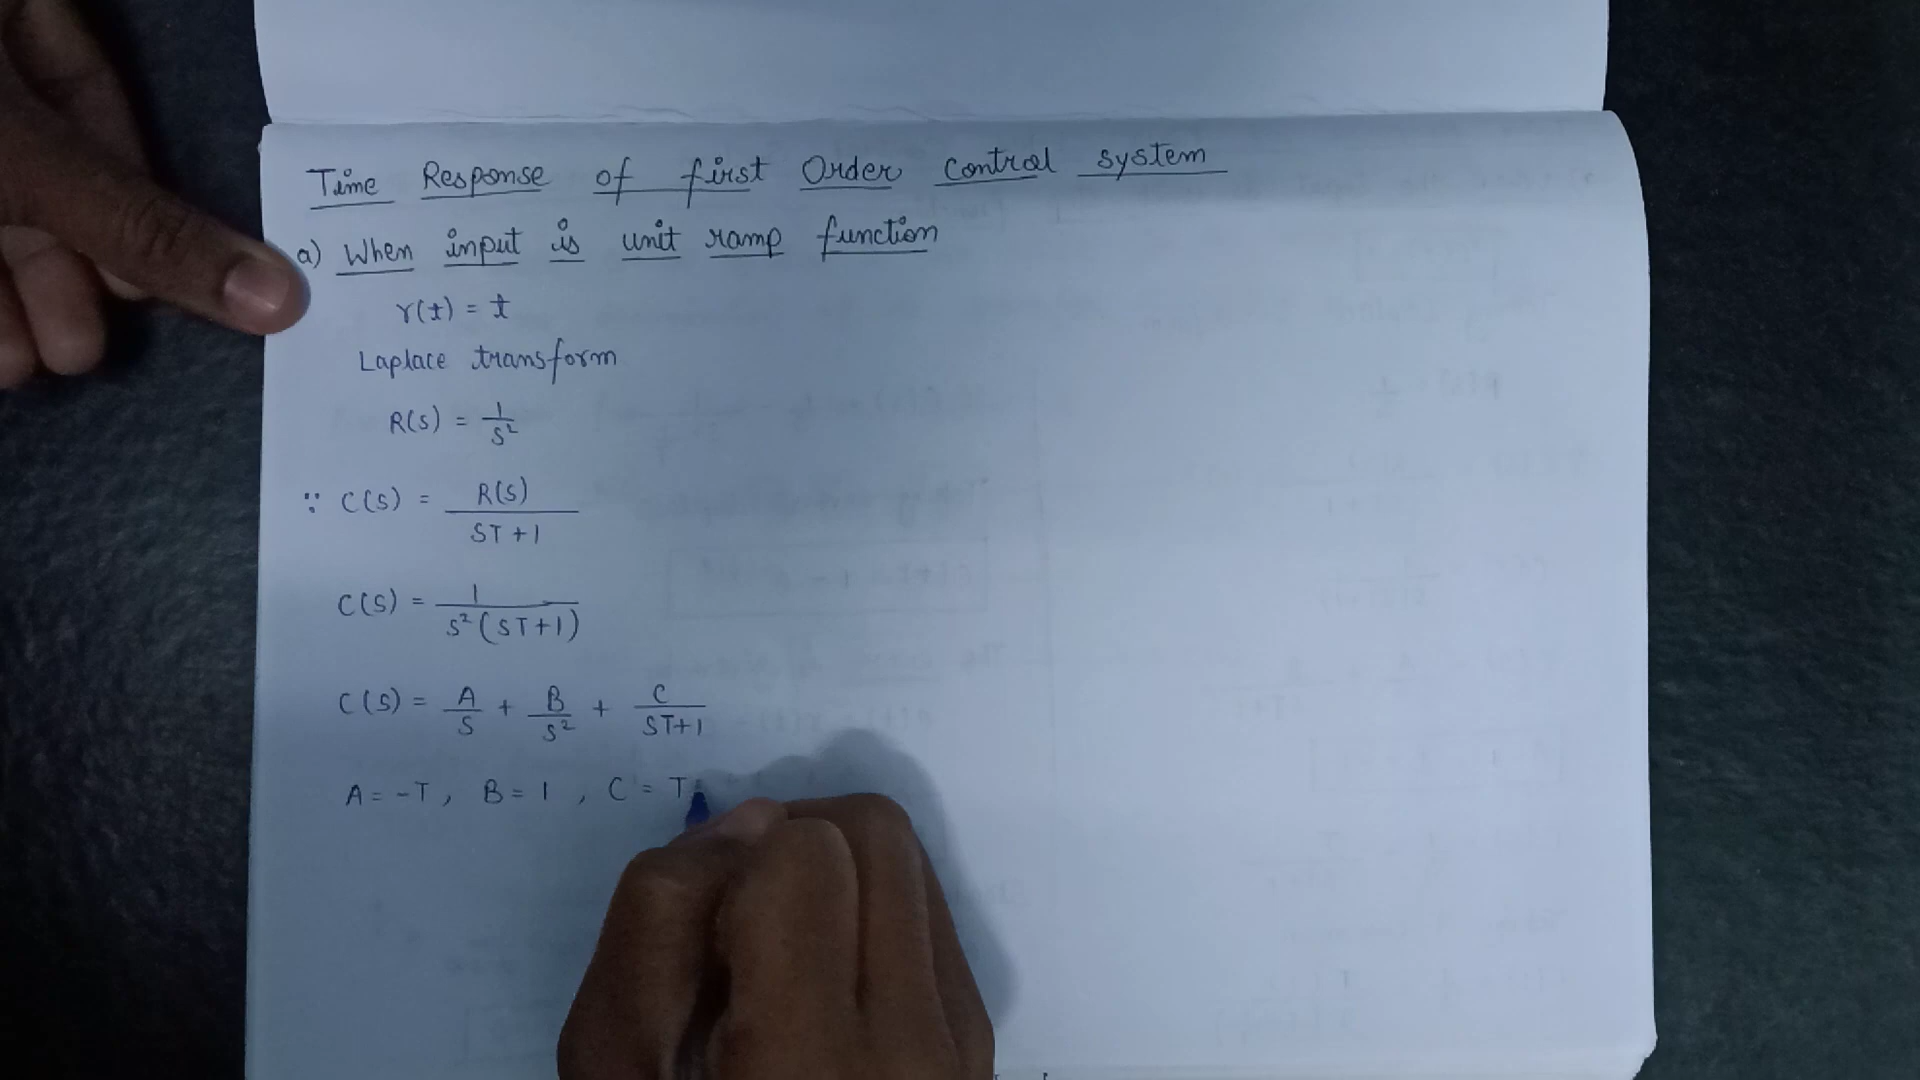 Time Response of first Order control system
a) When input is unit ramp function
r(t) = t
Laplace transform
R(s) = 1/s²
∵ C(s) = R(s)/(ST+1)
C(s) = 1/(s²(ST+1))
C(s) = A/S + B/s² + C/(ST+1)
A = -T, B = 1, C = T